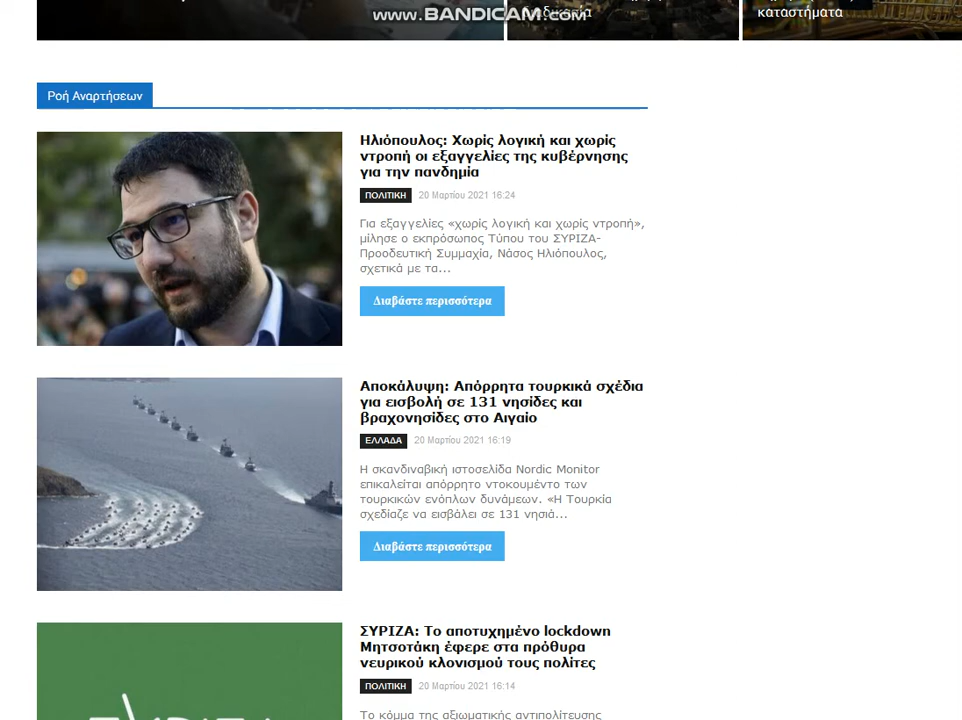 www.BANDICAM.com
καταστήματα
Ροή Αναρτήσεων
Ηλιόπουλος: Χωρίς λογική και χωρίς
ντροπή οι εξαγγελίες της κυβέρνησης
για την πανδημία
ΠΟΛΙΤΙΚΗ 20 Μαρτίου 2021 16:24
Για εξαγγελίες «χωρίς λογική και χωρίς ντροπή»,
μίλησε ο εκπρόσωπος Τύπου του ΣΥΡΙΖΑ-
Προοδευτική Συμμαχία, Νάσος Ηλιόπουλος,
σχετικά με τα...
Διαβάστε περισσότερα
Αποκάλυψη: Απόρρητα τουρκικά σχέδια
για εισβολή σε 131 νησίδες και
βραχονησίδες στο Αιγαίο
ΕΛΛΑΔΑ 20 Μαρτίου 2021 16:19
Η σκανδιναβική ιστοσελίδα Nordic Monitor
επικαλείται απόρρητο ντοκουμέντο των
τουρκικών ενόπλων δυνάμεων. «Η Τουρκία
σχεδίαζε να εισβάλει σε 131 νησιά...
Διαβάστε περισσότερα
ΣΥΡΙΖΑ: Το αποτυχημένο lockdown
Μητσοτάκη έφερε στα πρόθυρα
νευρικού κλονισμού τους πολίτες
ΠΟΛΙΤΙΚΗ 20 Μαρτίου 2021 16:14
Το κόμμα της αξιωματικής αντιπολίτευσης